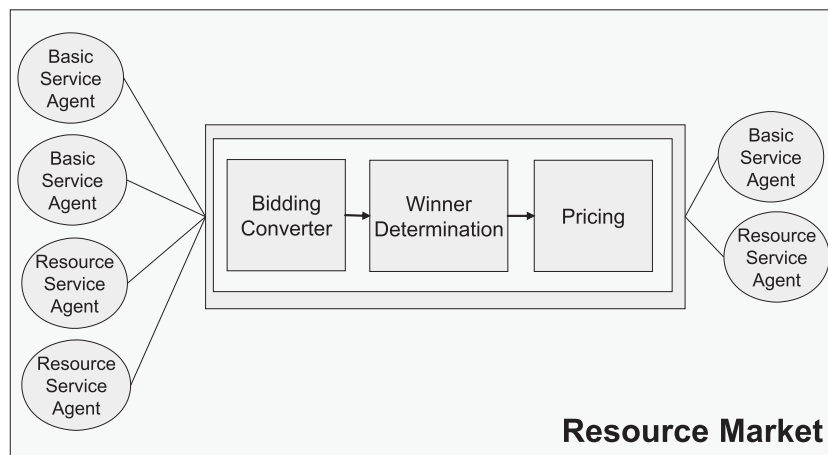 Basic
Service
Agent
Basic
Service
Agent
Resource
Service
Agent
Resource
Service
Agent
Bidding
Converter
Winner
Determination
Pricing
Basic
Service
Agent
Resource
Service
Agent
Resource Market